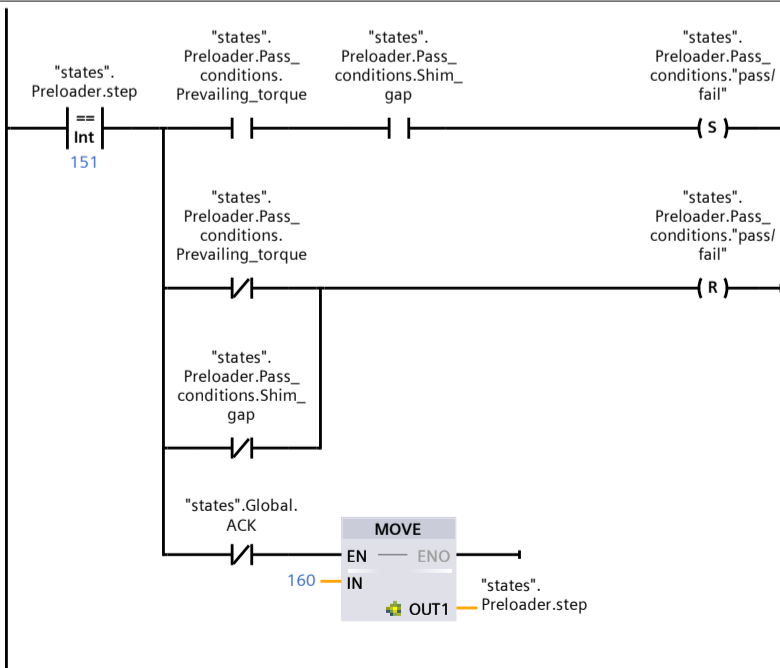 "states".
Preloader.step
==
Int
151
"states".
Preloader.Pass_
conditions.
Prevailing_torque
"states".
Preloader.Pass_
conditions.Shim_
gap
"states".
Preloader.Pass_
conditions."pass/
fail"
S
"states".
Preloader.Pass_
conditions.
Prevailing_torque
"states".
Preloader.Pass_
conditions."pass/
fail"
R
"states".
Preloader.Pass_
conditions.Shim_
gap
"states".Global.
ACK
MOVE
EN
ENO
160
IN
OUT1
"states".
Preloader.step